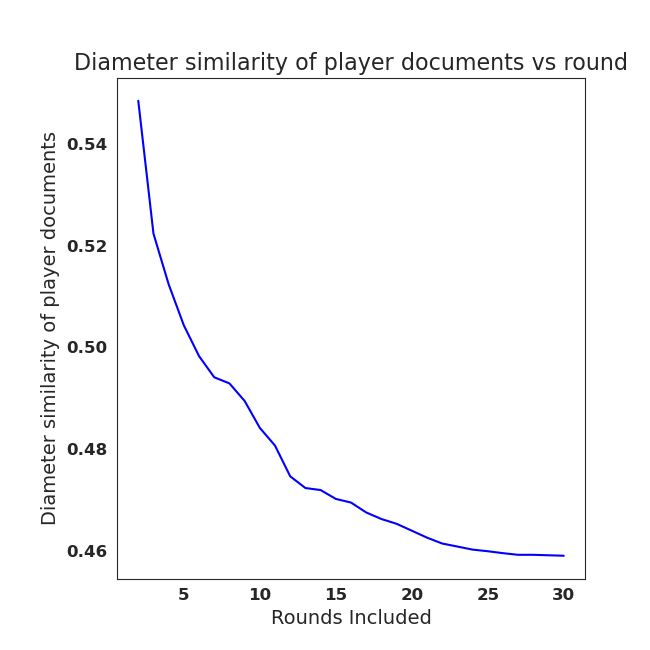 Diameter similarity of player documents vs round
Diameter similarity of player documents
0.54
0.52
0.50
0.48
0.46
5 10 15 20 25 30
Rounds Included